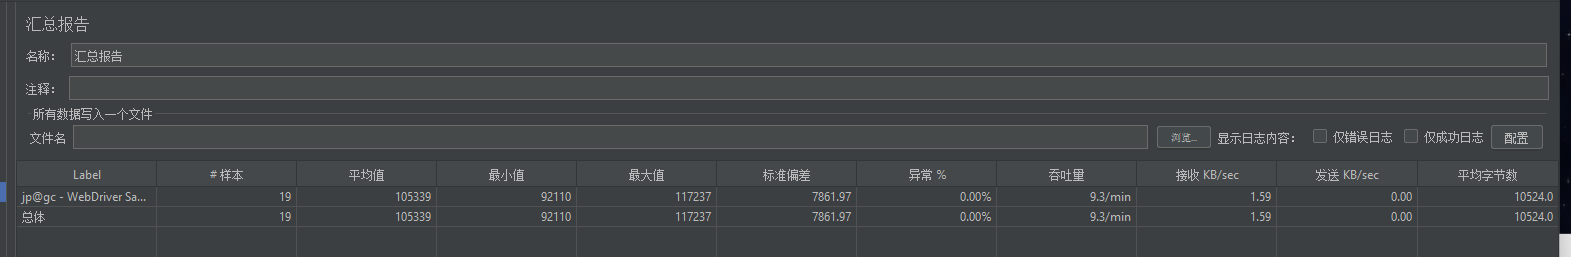 汇总报告
名称： 汇总报告
注释：
所有数据写入一个文件
文件名 浏览... 显示日志内容： 仅错误日志 仅成功日志 配置
Label # 样本 平均值 最小值 最大值 标准偏差 异常 % 吞吐量 接收 KB/sec 发送 KB/sec 平均字节数
jp@gc - WebDriver Sa... 19 105339 92110 117237 7861.97 0.00% 9.3/min 1.59 0.00 10524.0
总体 19 105339 92110 117237 7861.97 0.00% 9.3/min 1.59 0.00 10524.0